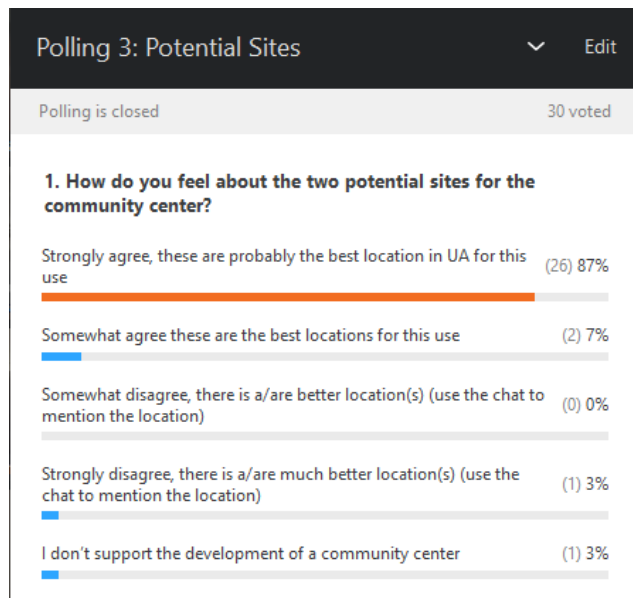 Polling 3: Potential Sites
Edit
Polling is closed
30 voted
1. How do you feel about the two potential sites for the
community center?
Strongly agree, these are probably the best location in UA for this
use
(26) 87%
Somewhat agree these are the best locations for this use
(2) 7%
Somewhat disagree, there is a/are better location(s) (use the chat to
mention the location)
(0) 0%
Strongly disagree, there is a/are much better location(s) (use the
chat to mention the location)
(1) 3%
I don't support the development of a community center
(1) 3%